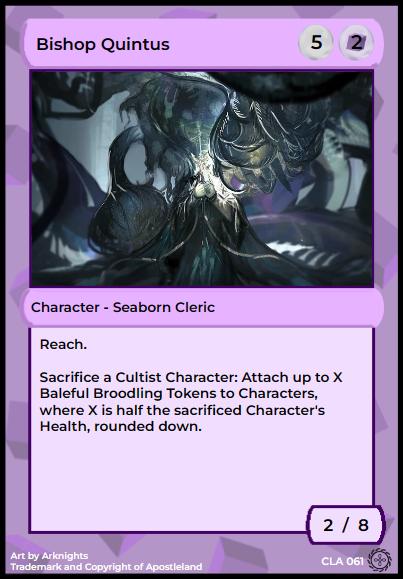 Bishop Quintus 5 2
Character - Seaborn Cleric
Reach.
Sacrifice a Cultist Character: Attach up to X
Baleful Broodling Tokens to Characters,
where X is half the sacrificed Character's
Health, rounded down.
2 / 8
Art by Arknights
Trademark and Copyright of Apostleland
CLA 061